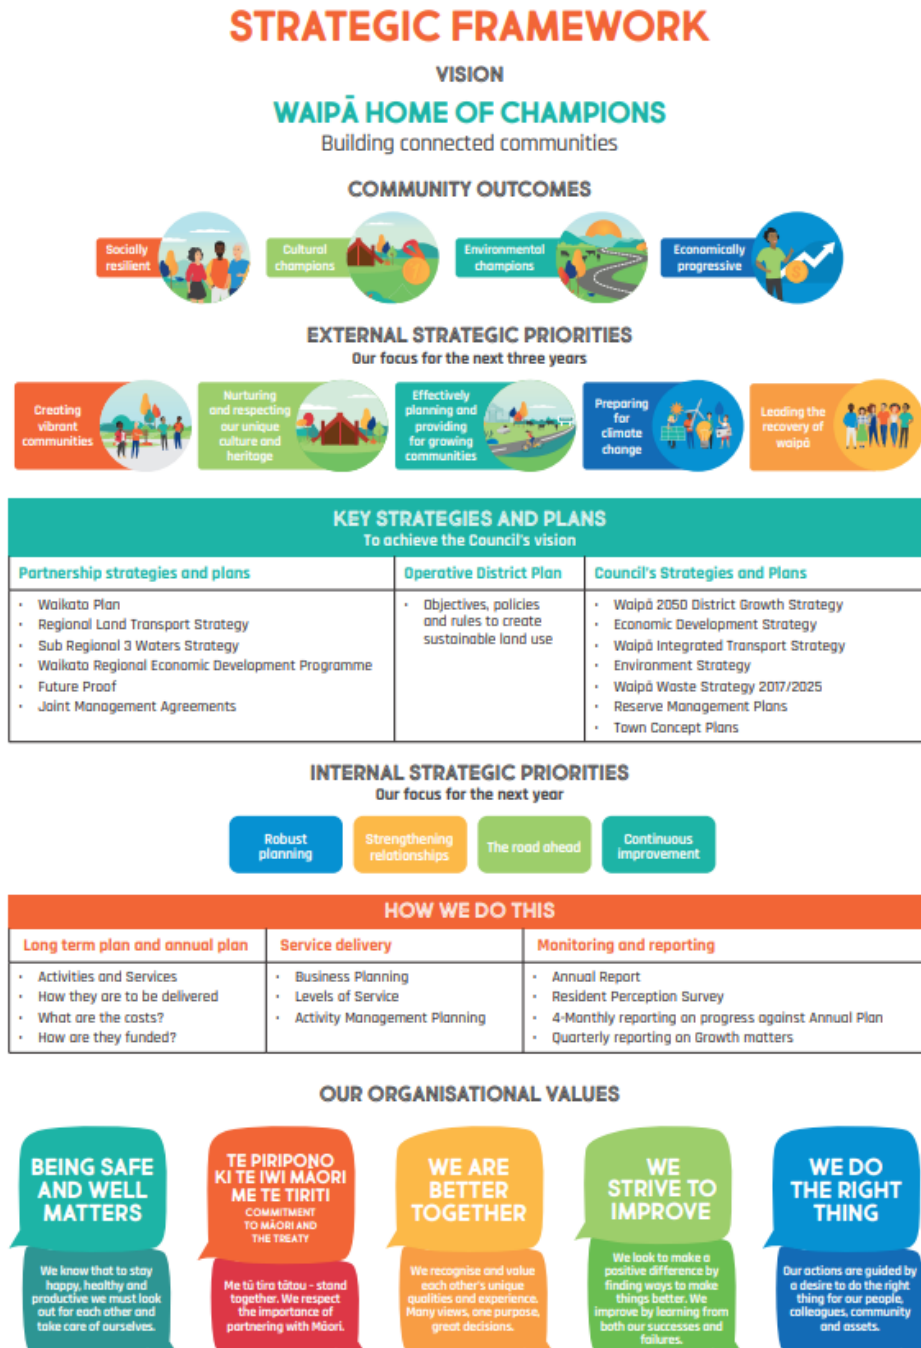 STRATEGIC FRAMEWORK
VISION
WAIPĀ HOME OF CHAMPIONS
Building connected communities
COMMUNITY OUTCOMES
Socially
resilient
Cultural
champions
Environmental
champions
Economically
progressive
EXTERNAL STRATEGIC PRIORITIES
Our focus for the next three years
Creating
vibrant
communities
Nurturing
and respecting
our unique
culture and
heritage
Effectively
planning and
providing
for growing
communities
Preparing
for
climate
change
Leading the
recovery of
waipā
KEY STRATEGIES AND PLANS
To achieve the Council's vision
Partnership strategies and plans
• Waikato Plan
• Regional Land Transport Strategy
• Sub Regional 3 Waters Strategy
• Waikato Regional Economic Development Programme
• Future Proof
• Joint Management Agreements
Operative District Plan
• Objectives, policies
and rules to create
sustainable land use
Council's Strategies and Plans
• Waipā 2050 District Growth Strategy
• Economic Development Strategy
• Waipā Integrated Transport Strategy
• Environment Strategy
• Waipā Waste Strategy 2017/2025
• Reserve Management Plans
• Town Concept Plans
INTERNAL STRATEGIC PRIORITIES
Our focus for the next year
Robust
planning
Strengthening
relationships
The road ahead
Continuous
improvement
HOW WE DO THIS
Long term plan and annual plan
• Activities and Services
• How they are to be delivered
• What are the costs?
• How are they funded?
Service delivery
• Business Planning
• Levels of Service
• Activity Management Planning
Monitoring and reporting
• Annual Report
• Resident Perception Survey
• 4-Monthly reporting on progress against Annual Plan
• Quarterly reporting on Growth matters
OUR ORGANISATIONAL VALUES
BEING SAFE
AND WELL
MATTERS
We know that to stay
happy, healthy and
productive we must look
out for each other and
take care of ourselves.
TE PIRIPONO
KI TE IWI MĀORI
ME TE TIRITI
COMMITMENT
TO MĀORI AND
THE TREATY
Me tū tira tātou – stand
together. We respect
the importance of
partnering with Māori.
WE ARE
BETTER
TOGETHER
We recognise and value
each other's unique
qualities and experience.
Many views, one purpose,
great decisions.
WE
STRIVE TO
IMPROVE
We look to make a
positive difference by
finding ways to make
things better. We
improve by learning from
both our successes and
failures.
WE DO
THE RIGHT
THING
Our actions are guided by
a desire to do the right
thing for our people,
colleagues, community
and assets.